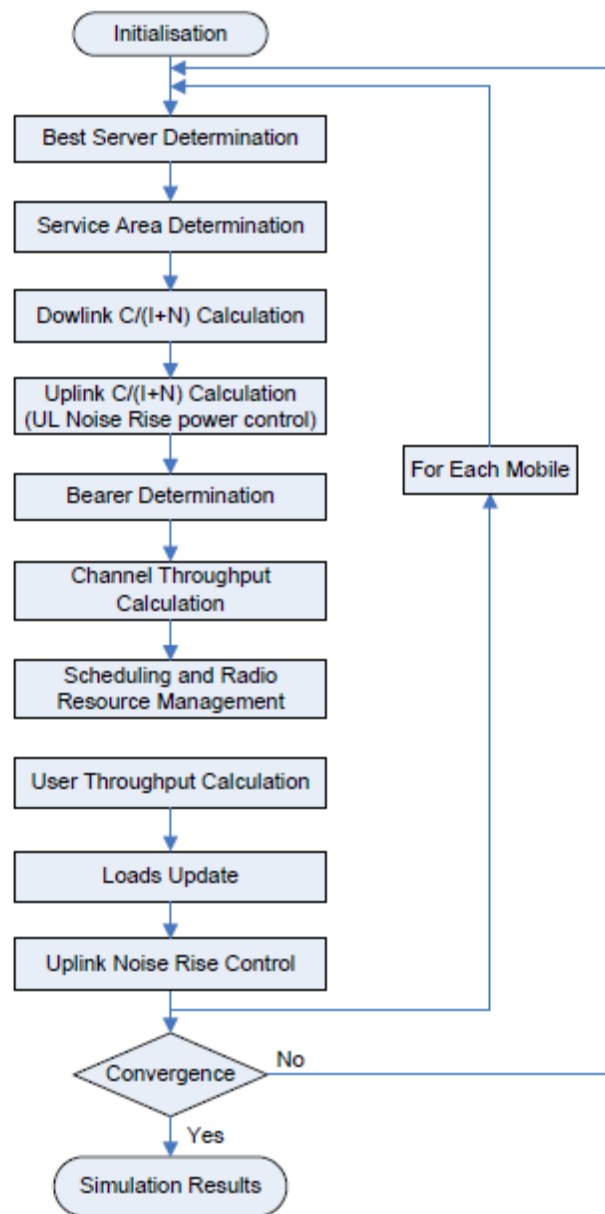 Initialisation
Best Server Determination
Service Area Determination
Dowlink C/(I+N) Calculation
Uplink C/(I+N) Calculation
(UL Noise Rise power control)
For Each Mobile
Bearer Determination
Channel Throughput
Calculation
Scheduling and Radio
Resource Management
User Throughput Calculation
Loads Update
Uplink Noise Rise Control
Convergence
No
Yes
Simulation Results